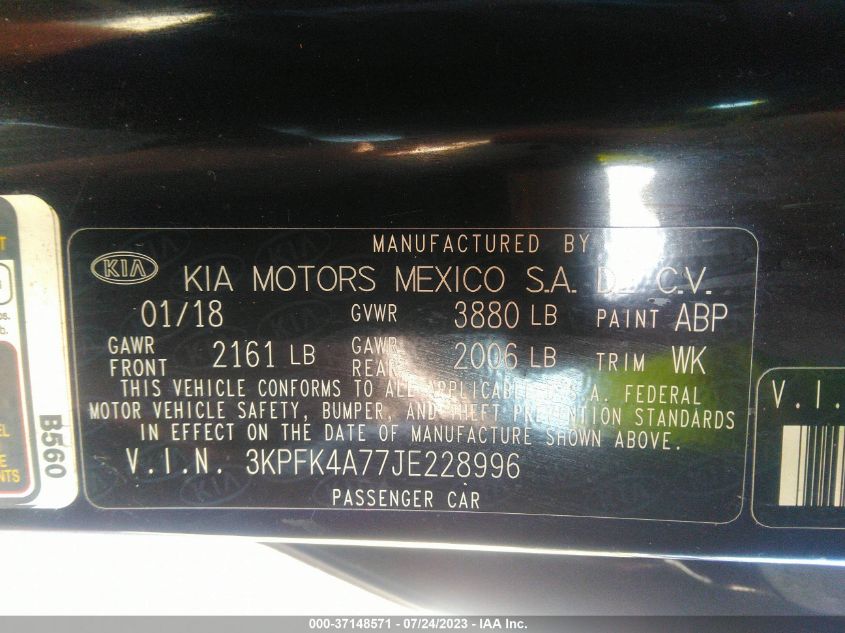 MANUFACTURED BY
KIA KIA MOTORS MEXICO S.A. DE C.V.
01/18 GVWR 3880 LB PAINT ABP
GAWR FRONT 2161 LB GAWR REAR 2006 LB TRIM WK
THIS VEHICLE CONFORMS TO ALL APPLICABLE U.S.A. FEDERAL
MOTOR VEHICLE SAFETY, BUMPER, AND THEFT PREVENTION STANDARDS
IN EFFECT ON THE DATE OF MANUFACTURE SHOWN ABOVE.
V.I.N. 3KPFK4A77JE228996
PASSENGER CAR
B560
V.I.
000-37148571 - 07/24/2023 - IAA Inc.